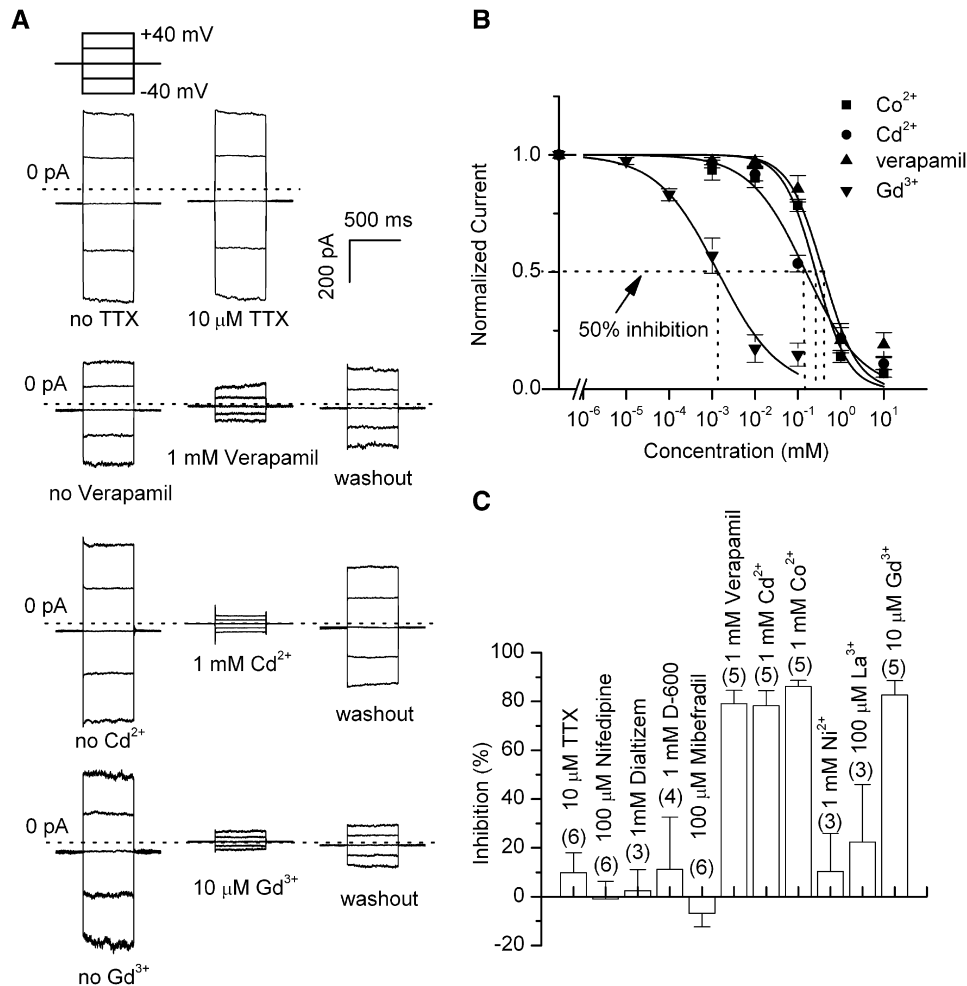 A
+40 mV
-40 mV
0 pA
500 ms
200 pA
no TTX
10 μM TTX
0 pA
no Verapamil
1 mM Verapamil
washout
0 pA
no Cd2+
1 mM Cd2+
washout
0 pA
no Gd3+
10 μM Gd3+
washout
B
Co2+
Cd2+
verapamil
Gd3+
Normalized Current
1.0
0.5
0.0
50% inhibition
10-6 10-5 10-4 10-3 10-2 10-1 100 101
Concentration (mM)
C
Inhibition (%)
100
80
60
40
20
0
-20
(6) 10 μM TTX
(6) 100 μM Nifedipine
(3) 1mM Dialtizem
(4) 1 mM D-600
(6) 100 μM Mibefradil
(5) 1 mM Verapamil
(5) 1 mM Cd2+
(5) 1 mM Co2+
(3) 1 mM Ni2+
(3) 100 μM La3+
(5) 10 μM Gd3+